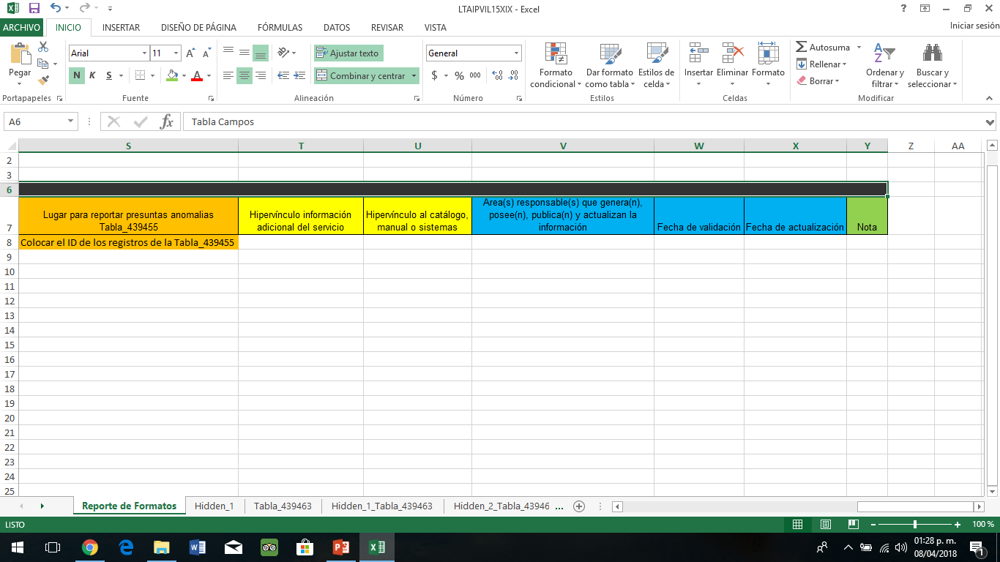 LTAIPVIL15XIX - Excel
ARCHIVO INICIO INSERTAR DISEÑO DE PÁGINA FÓRMULAS DATOS REVISAR VISTA Iniciar sesión
Pegar
Portapapeles
Arial 11
N K S
Fuente
Ajustar texto
Combinar y centrar
Alineación
General
$ % 000
Número
Formato condicional
Dar formato como tabla
Estilos de celda
Estilos
Insertar Eliminar Formato
Celdas
Autosuma
Rellenar
Borrar
Ordenar y filtrar
Buscar y seleccionar
Modificar
A6 fx Tabla Campos
S T U V W X Y Z AA
2
3
6
7
Lugar para reportar presuntas anomalias
Tabla_439455
Hipervínculo información
adicional del servicio
Hipervínculo al catálogo,
manual o sistemas
Área(s) responsable(s) que genera(n),
posee(n), publica(n) y actualizan la
información
Fecha de validación
Fecha de actualización
Nota
8 Colocar el ID de los registros de la Tabla_439455
9
10
11
12
13
14
15
16
17
18
19
20
21
22
23
24
25
Reporte de Formatos Hidden_1 Tabla_439463 Hidden_1_Tabla_439463 Hidden_2_Tabla_43946 ...
LISTO 100 %
01:28 p. m.
08/04/2018
1